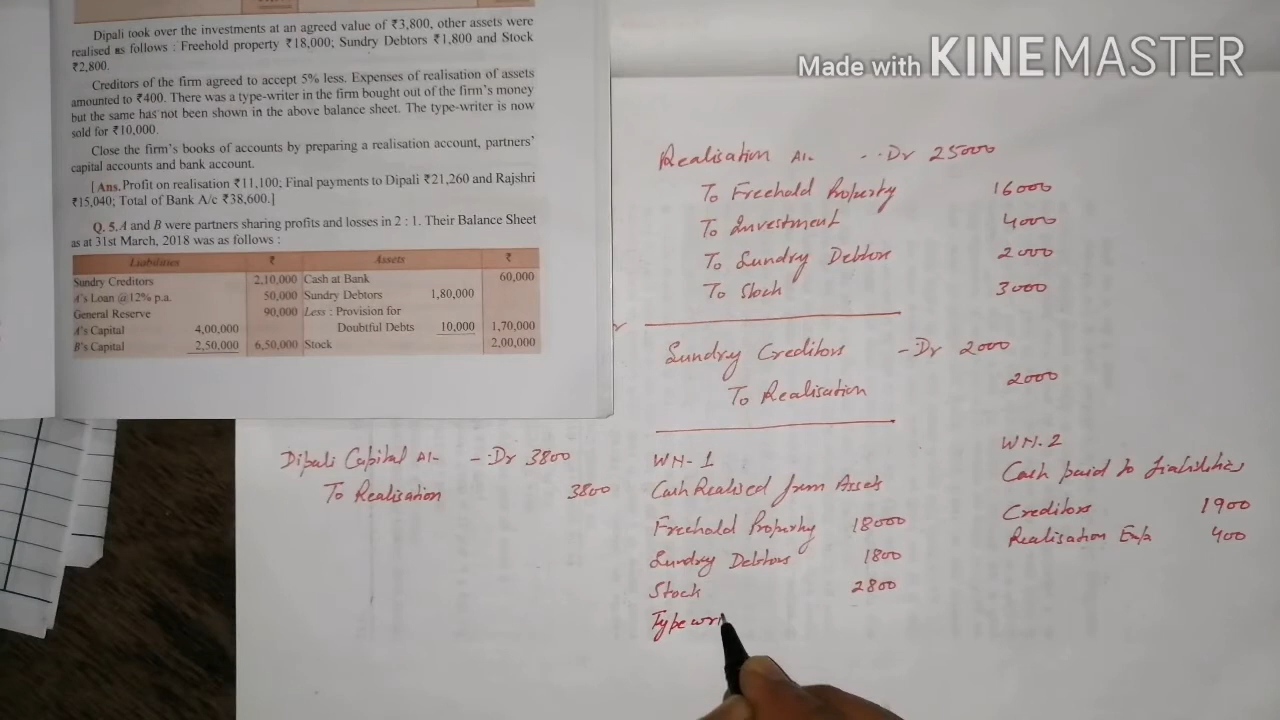 Made with KINEMASTER
Dipali took over the investments at an agreed value of ₹3,800, other assets were
realised as follows : Freehold property ₹18,000; Sundry Debtors ₹1,800 and Stock
₹2,800.
Creditors of the firm agreed to accept 5% less. Expenses of realisation of assets
amounted to ₹400. There was a type-writer in the firm bought out of the firm's money
but the same has not been shown in the above balance sheet. The type-writer is now
sold for ₹10,000.
Close the firm's books of accounts by preparing a realisation account, partners'
capital accounts and bank account.
[Ans. Profit on realisation ₹11,100; Final payments to Dipali ₹21,260 and Rajshri
₹15,040; Total of Bank A/c ₹38,600.]
Q. 5. A and B were partners sharing profits and losses in 2 : 1. Their Balance Sheet
as at 31st March, 2018 was as follows :
Liabilities ₹ Assets ₹
Sundry Creditors 2,10,000 Cash at Bank 60,000
A's Loan @12% p.a. 50,000 Sundry Debtors 1,80,000
General Reserve 90,000 Less : Provision for
A's Capital 4,00,000 Doubtful Debts 10,000 1,70,000
B's Capital 2,50,000 6,50,000 Stock 2,00,000
Realisation A/- --Dr 25000
To Freehold Property 16000
To Investment 4000
To Sundry Debtors 2000
To Stock 3000
Sundry Creditors -Dr 2000
To Realisation 2000
Dipali Capital A/- --Dr 3800
To Realisation 3800
WN-1
Cash Realised from Assets
Freehold Property 18000
Sundry Debtors 1800
Stock 2800
Type wri
WN.2
Cash paid to Liabilities
Creditors 1900
Realisation Exp 400